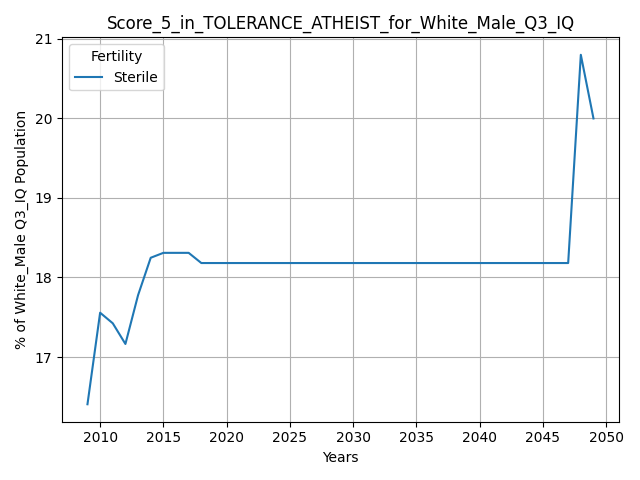 Score_5_in_TOLERANCE_ATHEIST_for_White_Male_Q3_IQ
Fertility
Sterile
% of White_Male Q3_IQ Population
21
20
19
18
17
2010 2015 2020 2025 2030 2035 2040 2045 2050
Years